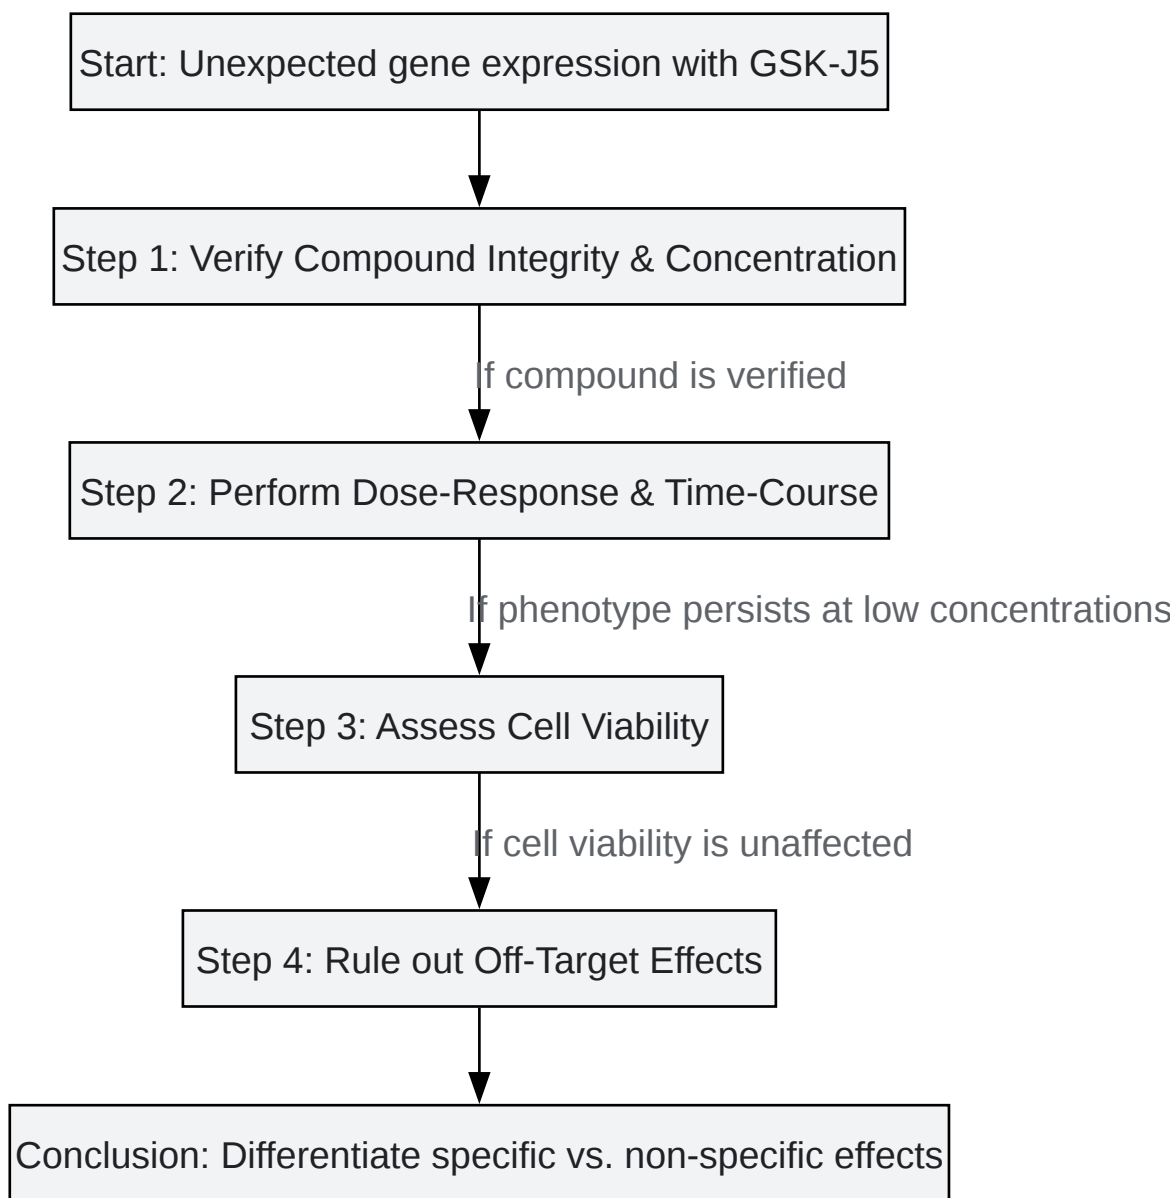 Start: Unexpected gene expression with GSK-J5
Step 1: Verify Compound Integrity & Concentration
If compound is verified
Step 2: Perform Dose-Response & Time-Course
If phenotype persists at low concentrations
Step 3: Assess Cell Viability
If cell viability is unaffected
Step 4: Rule out Off-Target Effects
Conclusion: Differentiate specific vs. non-specific effects